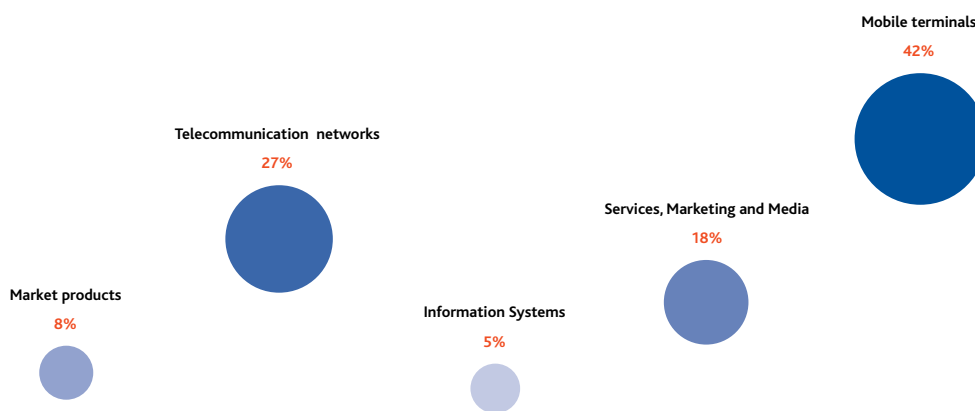 Mobile terminals
42%
Telecommunication networks
27%
Services, Marketing and Media
18%
Market products
8%
Information Systems
5%